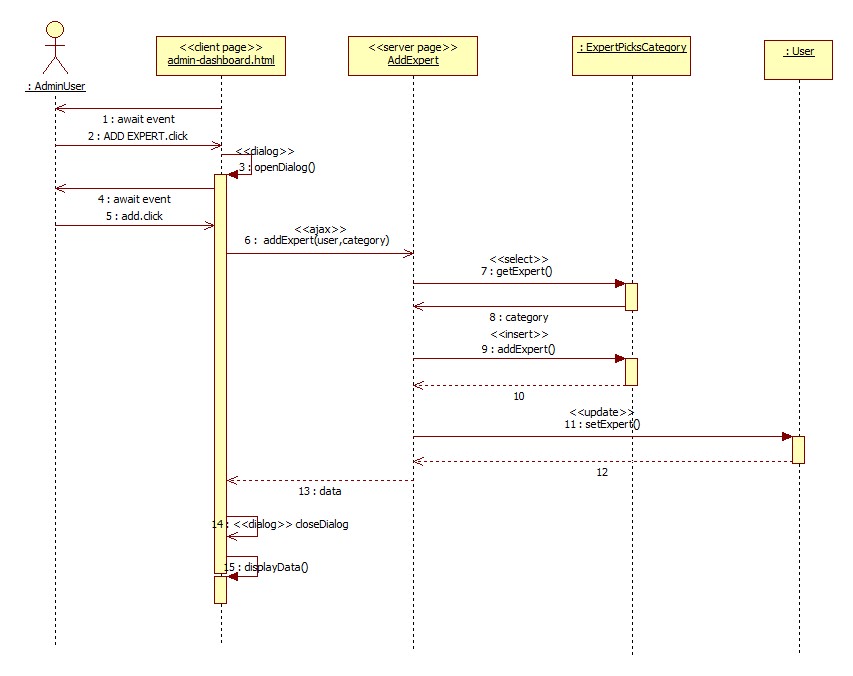 <<client page>>
admin-dashboard.html
<<server page>>
AddExpert
: ExpertPicksCategory
: User
: AdminUser
1 : await event
2 : ADD EXPERT.click
<<dialog>>
3 : openDialog()
4 : await event
5 : add.click
<<ajax>>
6 : addExpert(user,category)
<<select>>
7 : getExpert()
8 : category
<<insert>>
9 : addExpert()
10
<<update>>
11 : setExpert()
12
13 : data
14 : <<dialog>> closeDialog
15 : displayData()